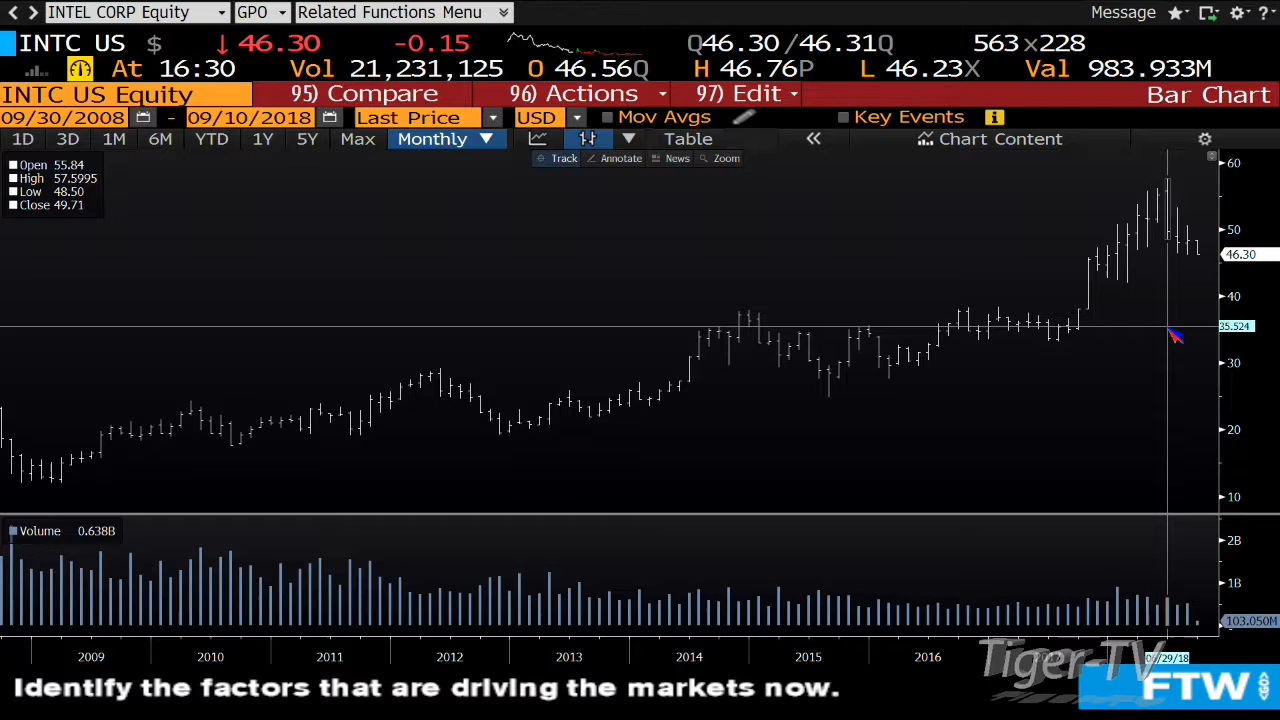 INTEL CORP Equity GPO Related Functions Menu Message ?
INTC US $ ↓46.30 -0.15 Q46.30/46.31Q 563x228
At 16:30 Vol 21,231,125 O 46.56Q H 46.76P L 46.23X Val 983.933M
INTC US Equity 95) Compare 96) Actions 97) Edit Bar Chart
09/30/2008 - 09/10/2018 Last Price USD Mov Avgs Key Events i
1D 3D 1M 6M YTD 1Y 5Y Max Monthly ▼ Table « Chart Content
Track Annotate News Zoom
Open 55.84
High 57.5995
Low 48.50
Close 49.71
60
50
46.30
40
35.524
30
20
10
Volume 0.638B
2B
1B
103.050M
2009 2010 2011 2012 2013 2014 2015 2016 06/29/18
Tiger-TV
Identify the factors that are driving the markets now.
FTW